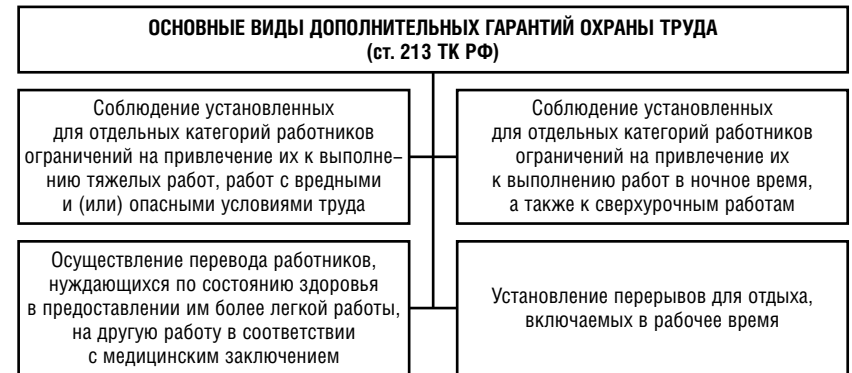 ОСНОВНЫЕ ВИДЫ ДОПОЛНИТЕЛЬНЫХ ГАРАНТИЙ ОХРАНЫ ТРУДА
(ст. 213 ТК РФ)
Соблюдение установленных
для отдельных категорий работников
ограничений на привлечение их к выполне-
нию тяжелых работ, работ с вредными
и (или) опасными условиями труда
Соблюдение установленных
для отдельных категорий работников
ограничений на привлечение их
к выполнению работ в ночное время,
а также к сверхурочным работам
Осуществление перевода работников,
нуждающихся по состоянию здоровья
в предоставлении им более легкой работы,
на другую работу в соответствии
с медицинским заключением
Установление перерывов для отдыха,
включаемых в рабочее время